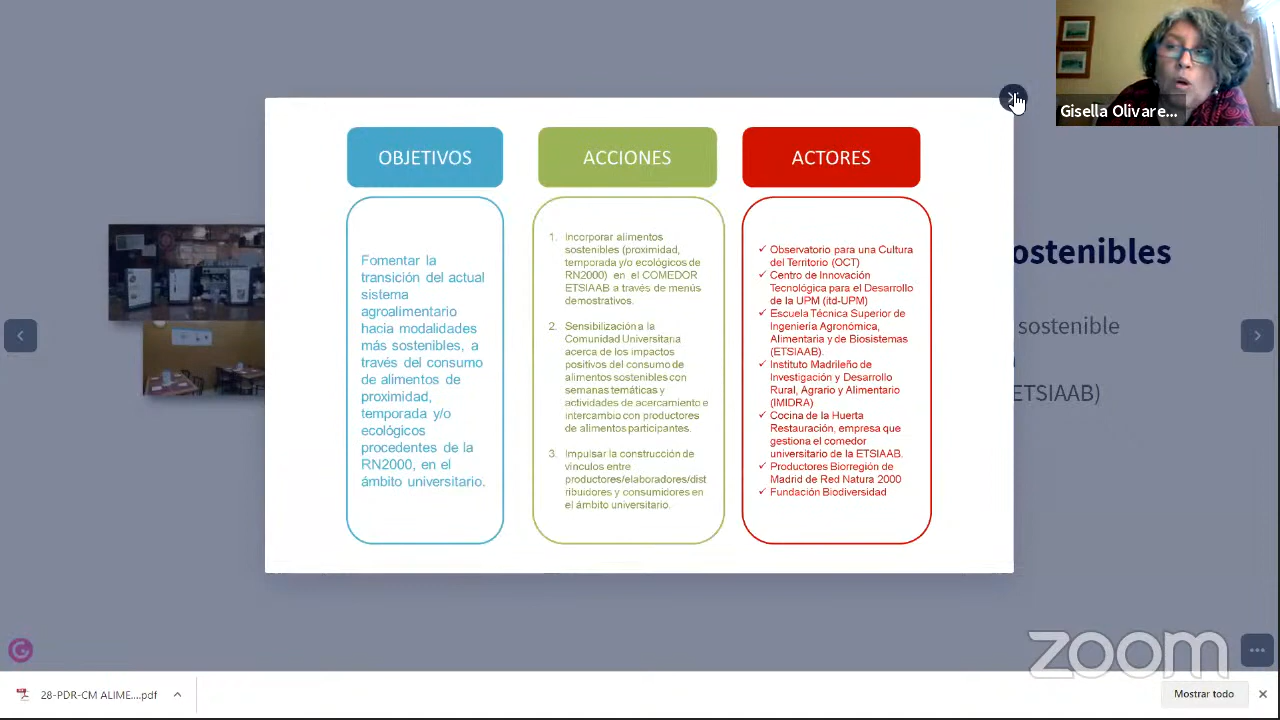 Gisella Olivare...
OBJETIVOS
ACCIONES
ACTORES
Fomentar la
transición del actual
sistema
agroalimentario
hacia modalidades
más sostenibles, a
través del consumo
de alimentos de
proximidad,
temporada y/o
ecológicos
procedentes de la
RN2000, en el
ámbito universitario.
1. Incorporar alimentos
sostenibles (proximidad,
temporada y/o ecológicos de
RN2000) en el COMEDOR
ETSIAAB a través de menús
demostrativos.
2. Sensibilización a la
Comunidad Universitaria
acerca de los impactos
positivos del consumo de
alimentos sostenibles con
semanas temáticas y
actividades de acercamiento e
intercambio con productores
de alimentos participantes.
3. Impulsar la construcción de
vínculos entre
productores/elaboradores/dist
ribuidores y consumidores en
el ámbito universitario.
✓ Observatorio para una Cultura
del Territorio (OCT)
✓ Centro de Innovación
Tecnológica para el Desarrollo
de la UPM (itd-UPM)
✓ Escuela Técnica Superior de
Ingeniería Agronómica,
Alimentaria y de Biosistemas
(ETSIAAB).
✓ Instituto Madrileño de
Investigación y Desarrollo
Rural, Agrario y Alimentario
(IMIDRA)
✓ Cocina de la Huerta
Restauración, empresa que
gestiona el comedor
universitario de la ETSIAAB.
✓ Productores Biorregión de
Madrid de Red Natura 2000
✓ Fundación Biodiversidad
ostenibles
sostenible
ETSIAAB)
zoom
28-PDR-CM ALIME....pdf
Mostrar todo